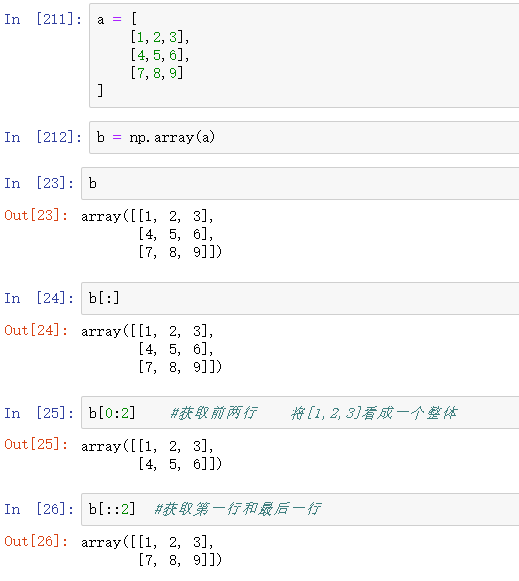 In [211]: a = [
[1,2,3],
[4,5,6],
[7,8,9]
]
In [212]: b = np.array(a)
In [23]: b
Out[23]: array([[1, 2, 3],
[4, 5, 6],
[7, 8, 9]])
In [24]: b[:]
Out[24]: array([[1, 2, 3],
[4, 5, 6],
[7, 8, 9]])
In [25]: b[0:2] #获取前两行 将[1,2,3]看成一个整体
Out[25]: array([[1, 2, 3],
[4, 5, 6]])
In [26]: b[::2] #获取第一行和最后一行
Out[26]: array([[1, 2, 3],
[7, 8, 9]])